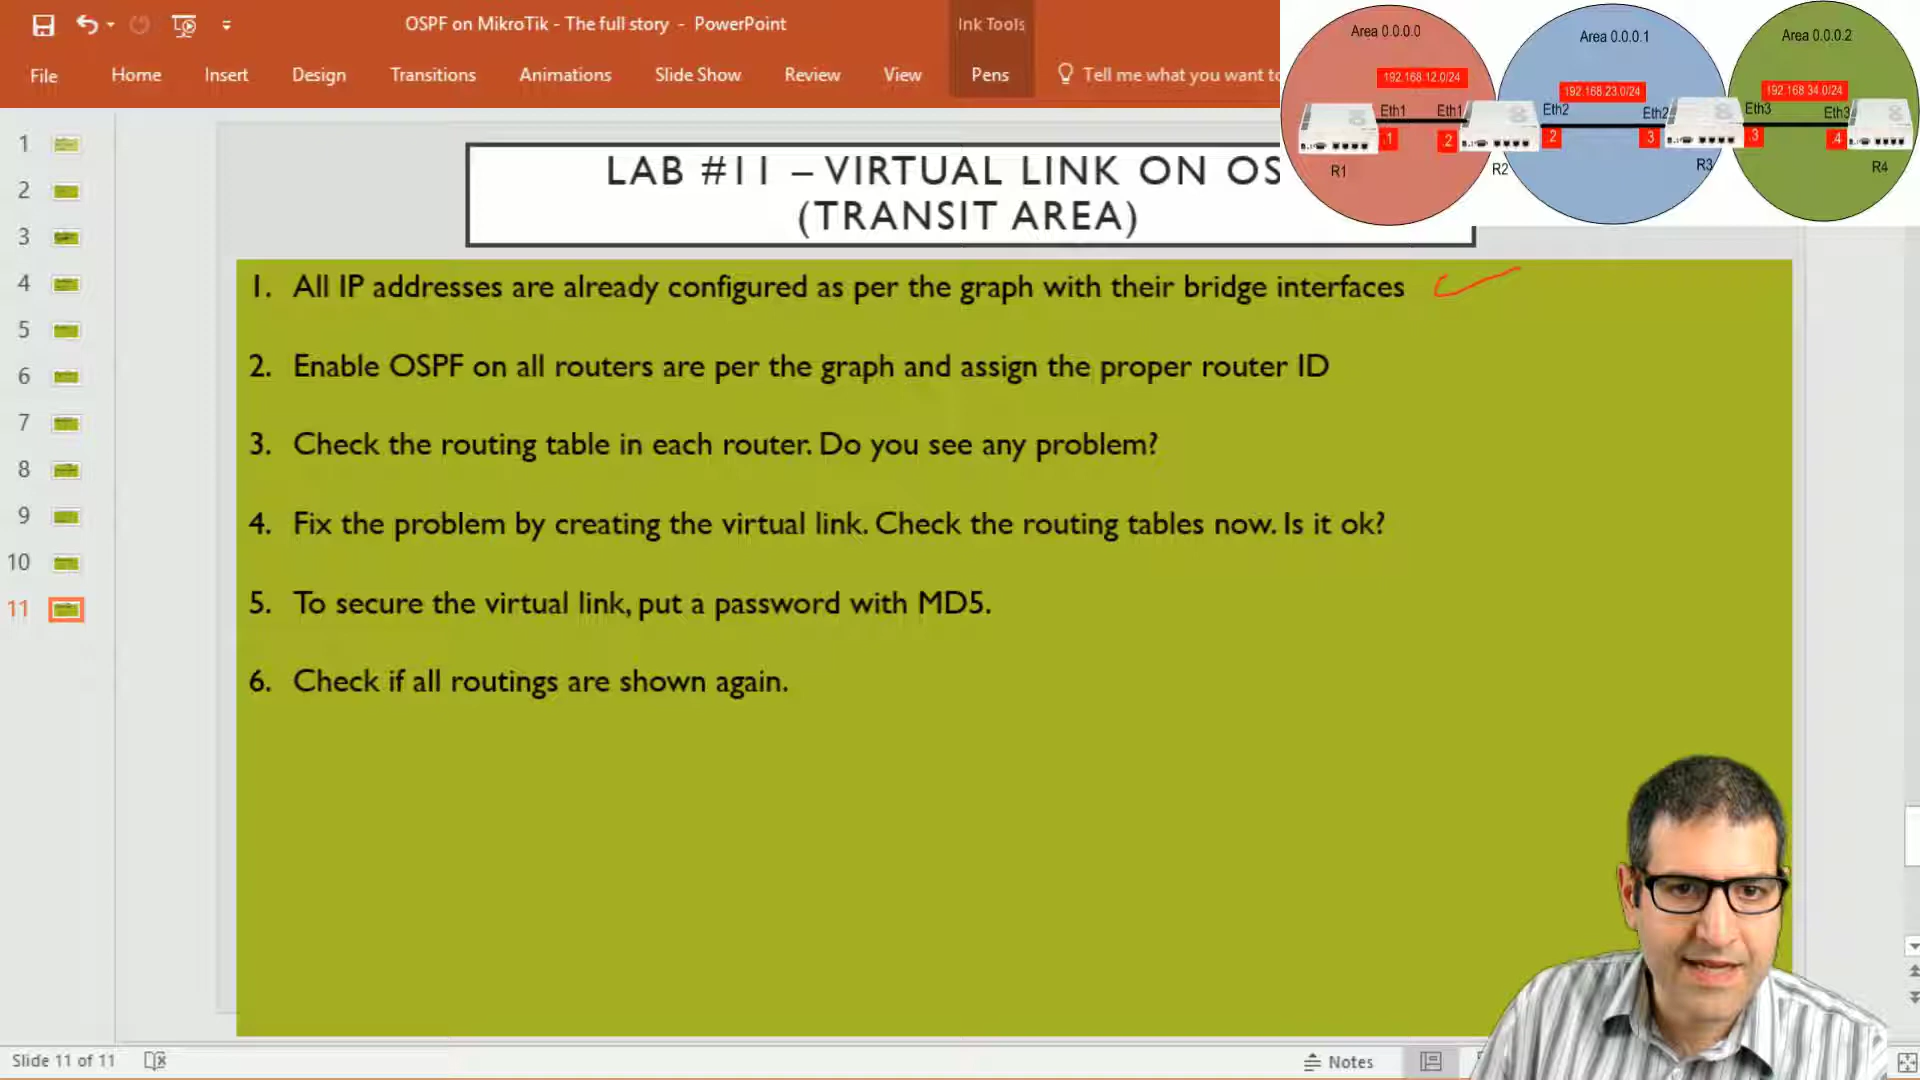 OSPF on MikroTik - The full story - PowerPoint
Ink Tools
File
Home
Insert
Design
Transitions
Animations
Slide Show
Review
View
Pens
Tell me what you want to
Area 0.0.0.0
Area 0.0.0.1
Area 0.0.0.2
192.168.12.0/24
192.168.23.0/24
192.168.34.0/24
Eth1
Eth1
Eth2
Eth2
Eth3
Eth3
.1
.2
.2
.3
.3
.4
R1
R2
R3
R4
1
2
3
4
5
6
7
8
9
10
11
LAB #11 – VIRTUAL LINK ON OS
(TRANSIT AREA)
1. All IP addresses are already configured as per the graph with their bridge interfaces
2. Enable OSPF on all routers are per the graph and assign the proper router ID
3. Check the routing table in each router. Do you see any problem?
4. Fix the problem by creating the virtual link. Check the routing tables now. Is it ok?
5. To secure the virtual link, put a password with MD5.
6. Check if all routings are shown again.
Slide 11 of 11
Notes